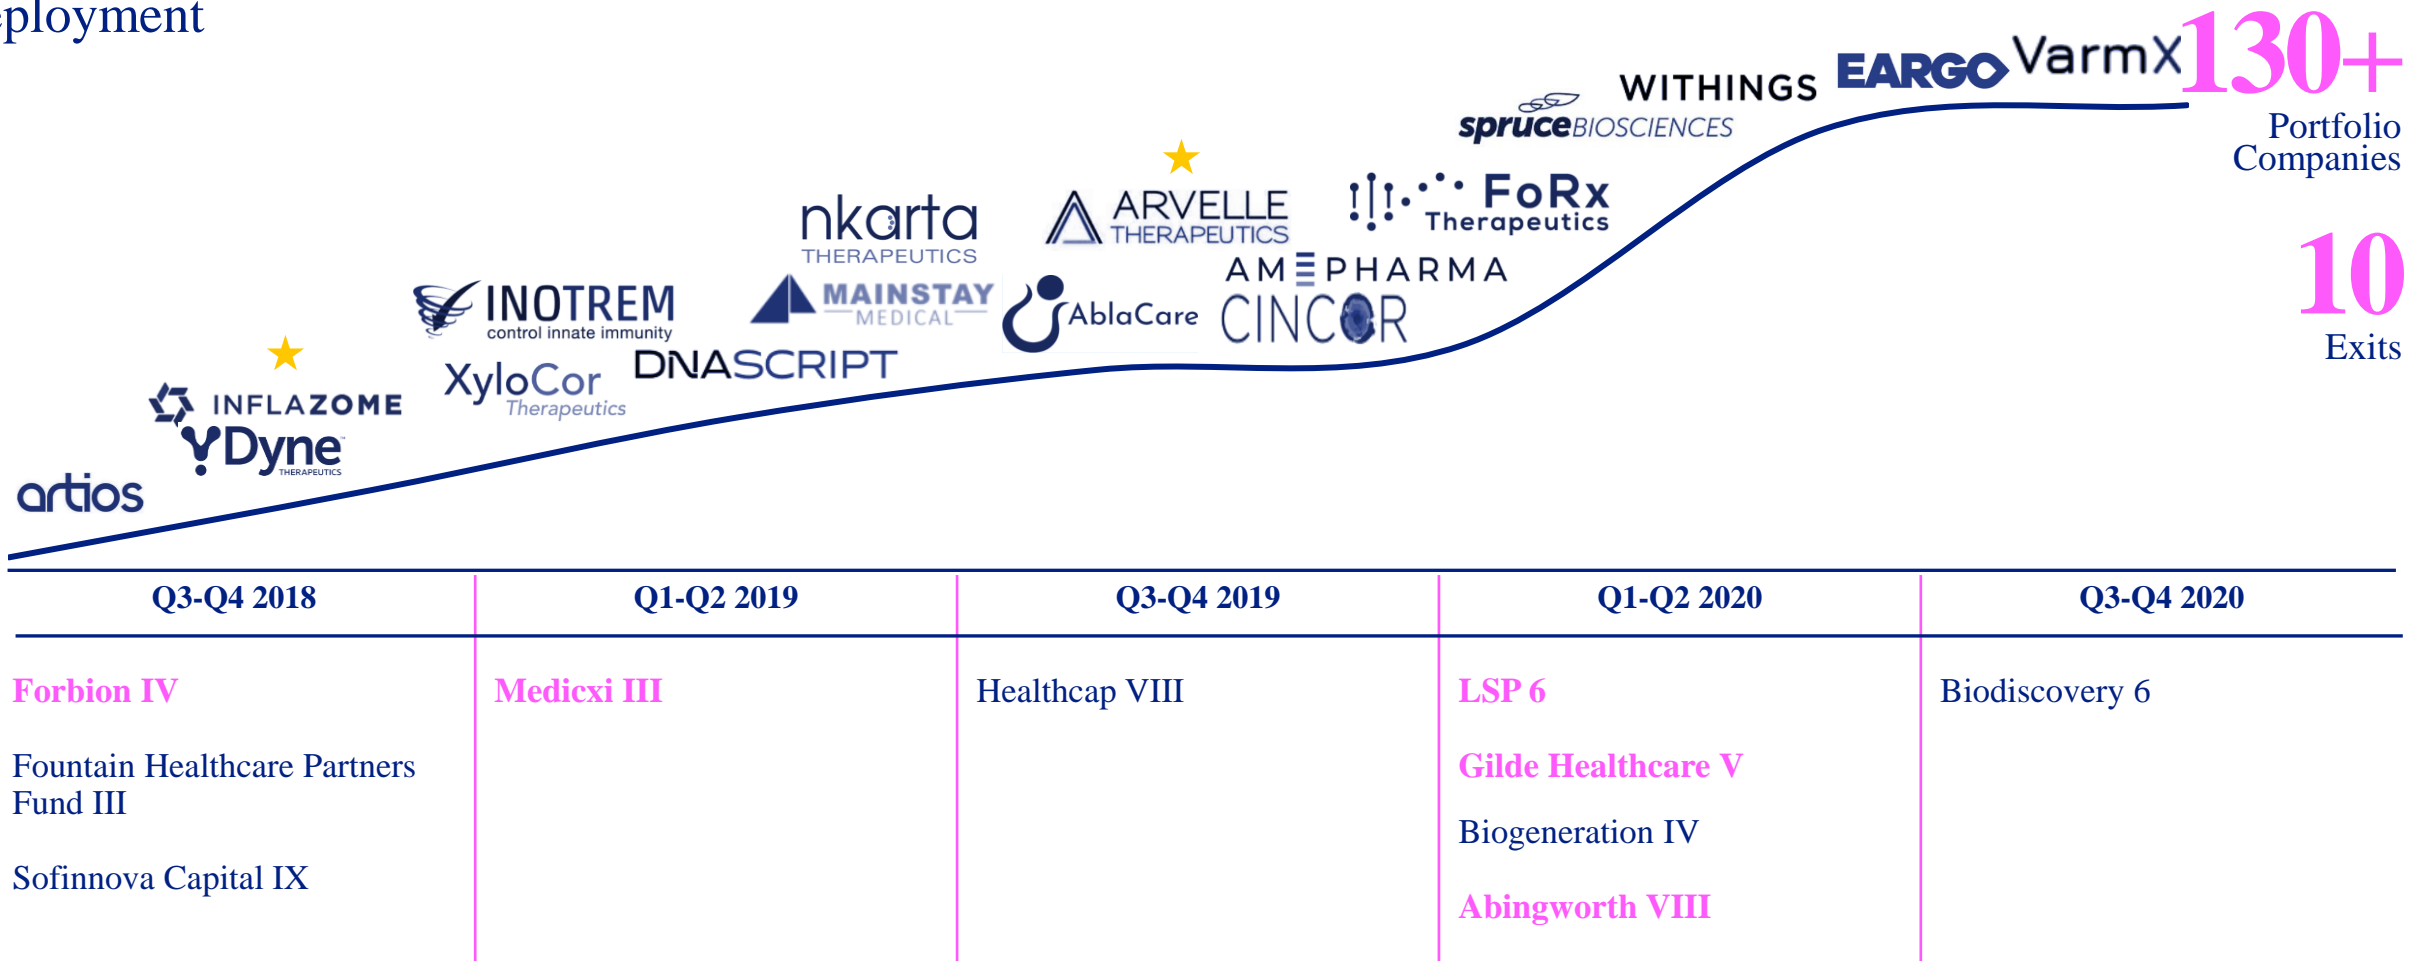 ployment
130+
Portfolio
Companies
10
Exits
VarmX
EARGO
WITHINGS
spruceBIOSCIENCES
FoRx
Therapeutics
ARVELLE
THERAPEUTICS
nkarta
THERAPEUTICS
AM PHARMA
INOTREM
control innate immunity
MAINSTAY
MEDICAL
AblaCare
CINCOR
DNASCRIPT
XyloCor
Therapeutics
INFLAZOME
Dyne
THERAPEUTICS
artios
Q3-Q4 2018
Q1-Q2 2019
Q3-Q4 2019
Q1-Q2 2020
Q3-Q4 2020
Forbion IV
Fountain Healthcare Partners
Fund III
Sofinnova Capital IX
Medicxi III
Healthcap VIII
LSP 6
Gilde Healthcare V
Biogeneration IV
Abingworth VIII
Biodiscovery 6